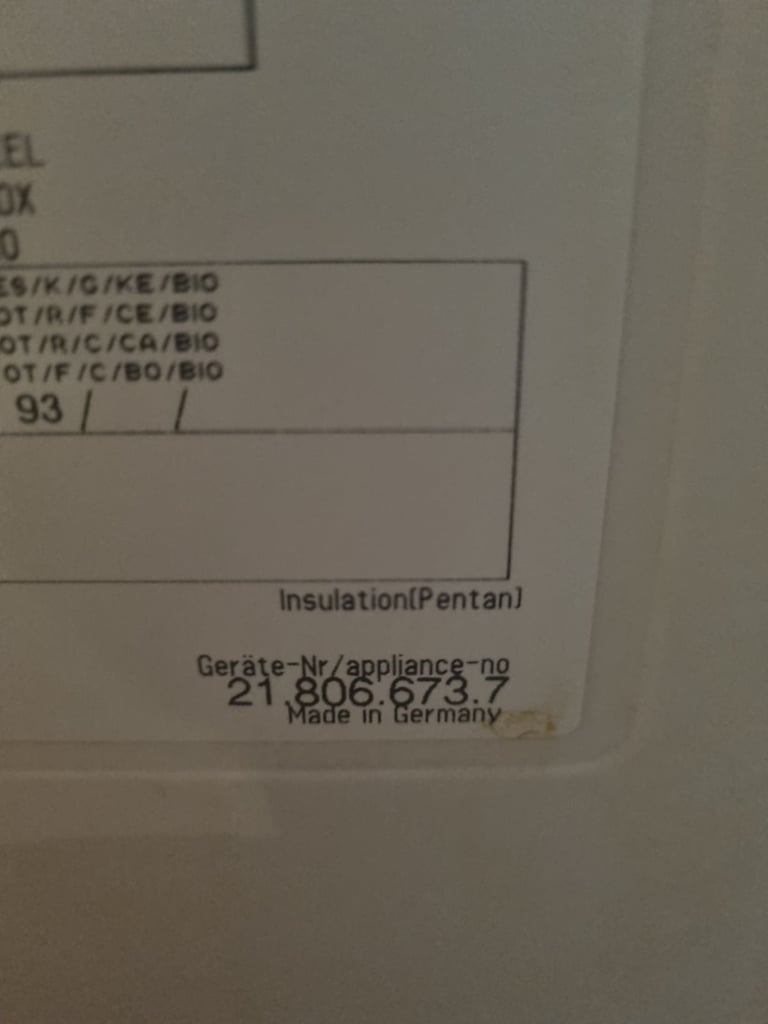 EL
OX
0
ES/K/G/KE/BIO
OT/R/F/CE/BIO
OT/R/C/CA/BIO
OT/F/C/BO/BIO
93 / /
Insulation(Pentan)
Geräte-Nr/appliance-no
21.806.673.7
Made in Germany